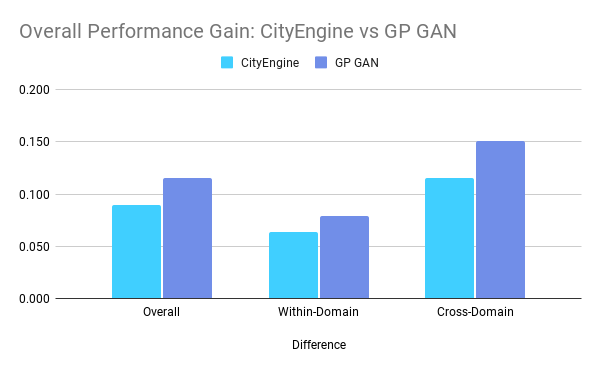 Overall Performance Gain: CityEngine vs GP GAN
CityEngine GP GAN
0.200
0.150
0.100
0.050
0.000
Overall Within-Domain Cross-Domain
Difference